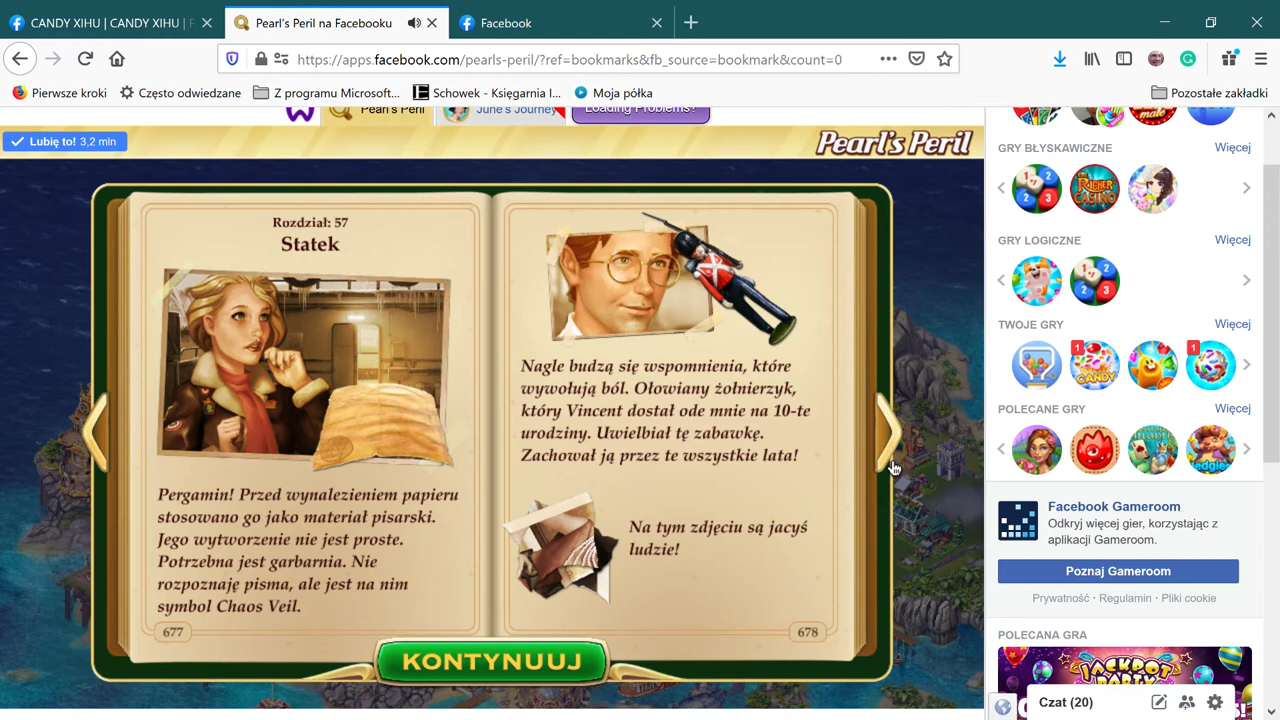 CANDY XIHU | CANDY XIHU | F
Pearl's Peril na Facebooku
Facebook
https://apps.facebook.com/pearls-peril/?ref=bookmarks&fb_source=bookmark&count=0
Pierwsze kroki
Często odwiedzane
Z programu Microsoft...
Schowek - Księgarnia I...
Moja półka
Pozostałe zakładki
Pearl's Peril
June's Journey
Loading Problems?
Lubię to! 3,2 mln
Pearl's Peril
Rozdział: 57
Statek
Pergamin! Przed wynalezieniem papieru
stosowano go jako materiał pisarski.
Jego wytworzenie nie jest proste.
Potrzebna jest garbarnia. Nie
rozpoznaję pisma, ale jest na nim
symbol Chaos Veil.
677
Nagle budzą się wspomnienia, które
wywołują ból. Ołowiany żołnierzyk,
który Vincent dostał ode mnie na 10-te
urodziny. Uwielbiał tę zabawkę.
Zachował ją przez te wszystkie lata!
Na tym zdjęciu są jacyś
ludzie!
678
KONTYNUUJ
GRY BŁYSKAWICZNE
Więcej
GRY LOGICZNE
Więcej
TWOJE GRY
Więcej
1
CANDY
1
POLECANE GRY
Więcej
Facebook Gameroom
Odkryj więcej gier, korzystając z
aplikacji Gameroom.
Poznaj Gameroom
Prywatność · Regulamin · Pliki cookie
POLECANA GRA
JACKPOT
PARTY
Czat (20)